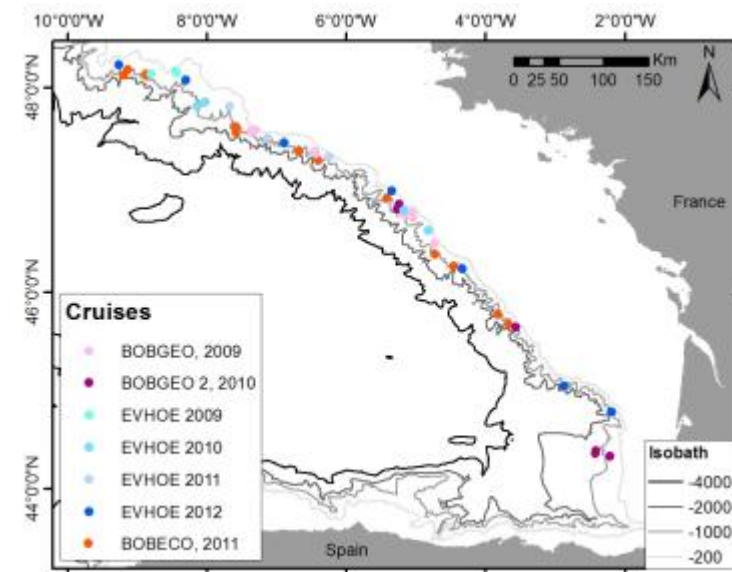 10°0'0"W 8°0'0"W 6°0'0"W 4°0'0"W 2°0'0"W
48°0'0"N
46°0'0"N
44°0'0"N
Km
0 25 50 100 150
N
France
Cruises
BOBGEO, 2009
BOBGEO 2, 2010
EVHOE 2009
EVHOE 2010
EVHOE 2011
EVHOE 2012
BOBECO, 2011
Isobath
-4000
-2000
-1000
-200
Spain